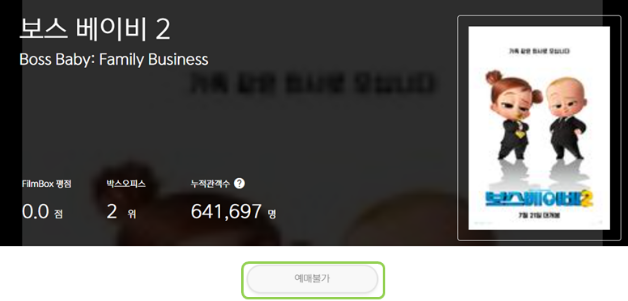 보스 베이비 2
Boss Baby: Family Business
가족 같은 회사로 모십니다
FilmBox 평점
박스오피스
누적관객수 ?
0.0 점
2 위
641,697 명
가족 같은 회사로 모십니다
보스베이비2
7월 21일 대개봉
예매불가